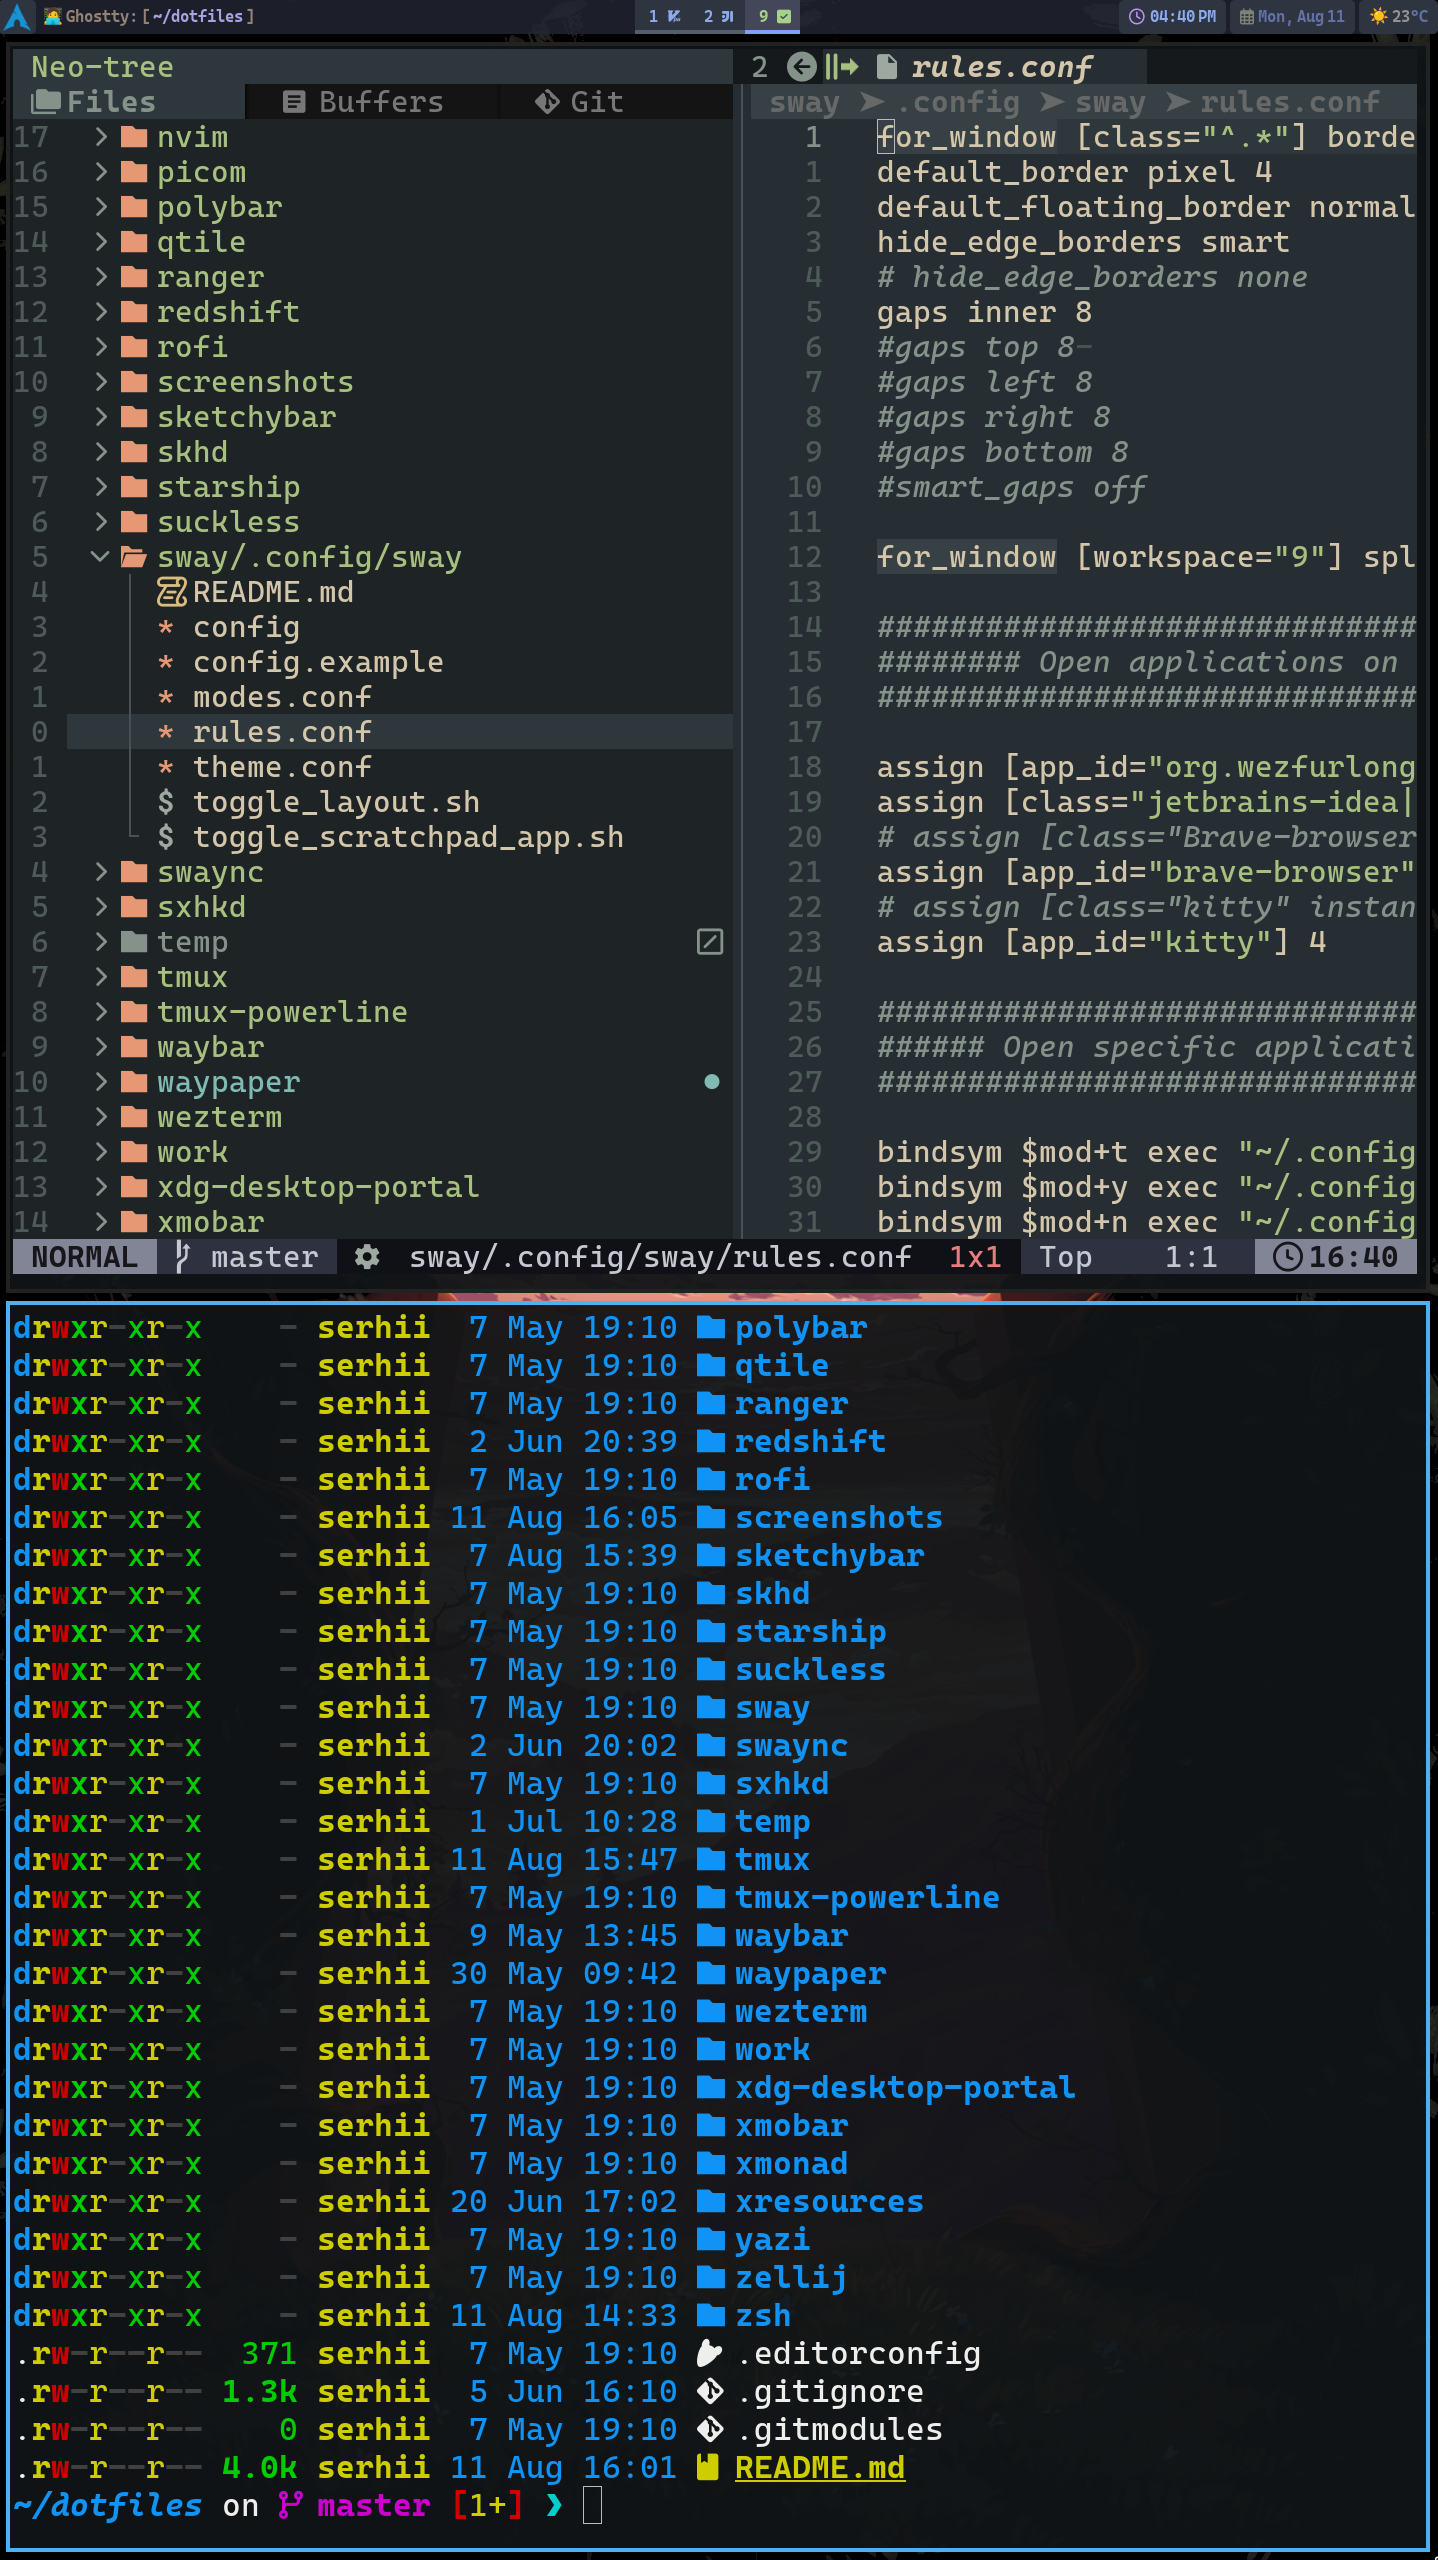 Ghostty: [~/dotfiles] 1 2 9 04:40 PM Mon, Aug 11 23°C
Neo-tree
Files Buffers Git
17 nvim
16 picom
15 polybar
14 qtile
13 ranger
12 redshift
11 rofi
10 screenshots
9 sketchybar
8 skhd
7 starship
6 suckless
5 sway/.config/sway
4 README.md
3 * config
2 * config.example
1 * modes.conf
0 * rules.conf
1 * theme.conf
2 $ toggle_layout.sh
3 $ toggle_scratchpad_app.sh
4 swaync
5 sxhkd
6 temp
7 tmux
8 tmux-powerline
9 waybar
10 waypaper
11 wezterm
12 work
13 xdg-desktop-portal
14 xmobar
2 rules.conf
sway ➤ .config ➤ sway ➤ rules.conf
1 for_window [class="^.*"] borde
1 default_border pixel 4
2 default_floating_border normal
3 hide_edge_borders smart
4 # hide_edge_borders none
5 gaps inner 8
6 #gaps top 8-
7 #gaps left 8
8 #gaps right 8
9 #gaps bottom 8
10 #smart_gaps off
11
12 for_window [workspace="9"] spl
13
14 ##############################
15 ######## Open applications on
16 ##############################
17
18 assign [app_id="org.wezfurlong
19 assign [class="jetbrains-idea|
20 # assign [class="Brave-browser
21 assign [app_id="brave-browser"
22 # assign [class="kitty" instan
23 assign [app_id="kitty"] 4
24
25 ##############################
26 ###### Open specific applicati
27 ##############################
28
29 bindsym $mod+t exec "~/.config
30 bindsym $mod+y exec "~/.config
31 bindsym $mod+n exec "~/.config
NORMAL master sway/.config/sway/rules.conf 1x1 Top 1:1 16:40
drwxr-xr-x - serhii 7 May 19:10 polybar
drwxr-xr-x - serhii 7 May 19:10 qtile
drwxr-xr-x - serhii 7 May 19:10 ranger
drwxr-xr-x - serhii 2 Jun 20:39 redshift
drwxr-xr-x - serhii 7 May 19:10 rofi
drwxr-xr-x - serhii 11 Aug 16:05 screenshots
drwxr-xr-x - serhii 7 Aug 15:39 sketchybar
drwxr-xr-x - serhii 7 May 19:10 skhd
drwxr-xr-x - serhii 7 May 19:10 starship
drwxr-xr-x - serhii 7 May 19:10 suckless
drwxr-xr-x - serhii 7 May 19:10 sway
drwxr-xr-x - serhii 2 Jun 20:02 swaync
drwxr-xr-x - serhii 7 May 19:10 sxhkd
drwxr-xr-x - serhii 1 Jul 10:28 temp
drwxr-xr-x - serhii 11 Aug 15:47 tmux
drwxr-xr-x - serhii 7 May 19:10 tmux-powerline
drwxr-xr-x - serhii 9 May 13:45 waybar
drwxr-xr-x - serhii 30 May 09:42 waypaper
drwxr-xr-x - serhii 7 May 19:10 wezterm
drwxr-xr-x - serhii 7 May 19:10 work
drwxr-xr-x - serhii 7 May 19:10 xdg-desktop-portal
drwxr-xr-x - serhii 7 May 19:10 xmobar
drwxr-xr-x - serhii 7 May 19:10 xmonad
drwxr-xr-x - serhii 20 Jun 17:02 xresources
drwxr-xr-x - serhii 7 May 19:10 yazi
drwxr-xr-x - serhii 7 May 19:10 zellij
drwxr-xr-x - serhii 11 Aug 14:33 zsh
.rw-r--r-- 371 serhii 7 May 19:10 .editorconfig
.rw-r--r-- 1.3k serhii 5 Jun 16:10 .gitignore
.rw-r--r-- 0 serhii 7 May 19:10 .gitmodules
.rw-r--r-- 4.0k serhii 11 Aug 16:01 README.md
~/dotfiles on master [1+] ❯